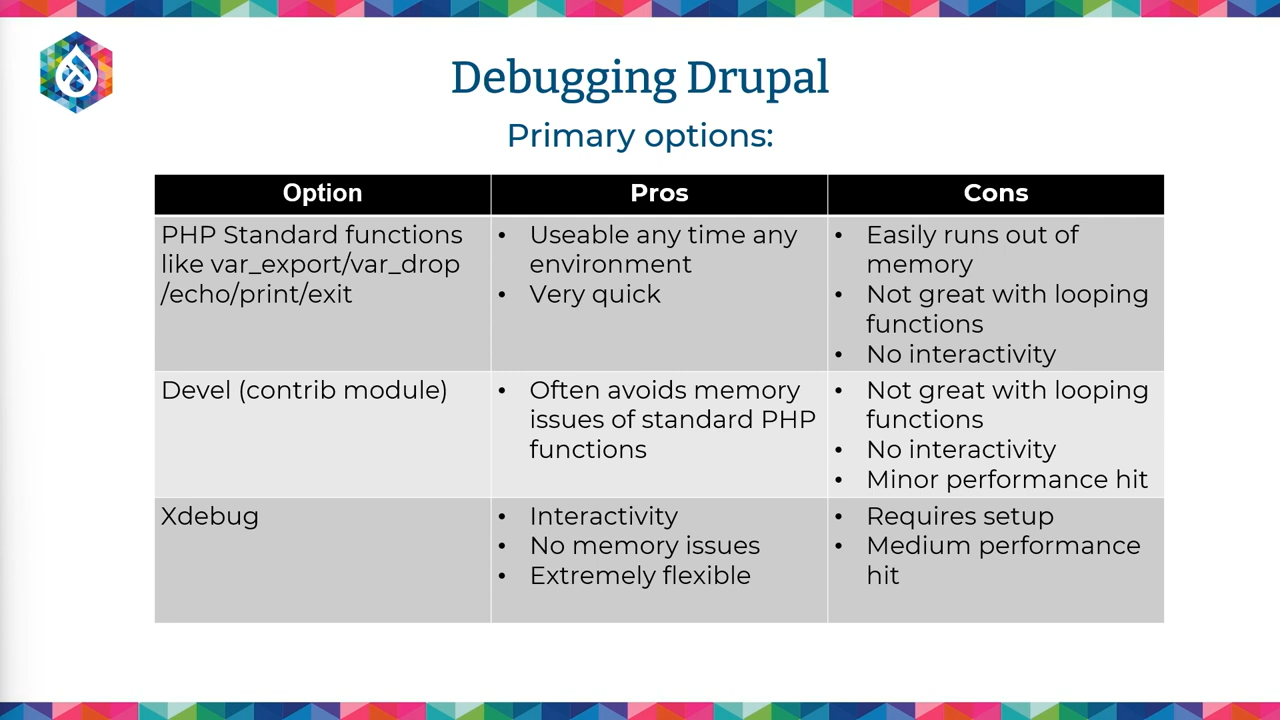 Debugging Drupal
Primary options:
Option
Pros
Cons
PHP Standard functions
like var_export/var_drop
/echo/print/exit
• Useable any time any
environment
• Very quick
• Easily runs out of
memory
• Not great with looping
functions
• No interactivity
Devel (contrib module)
• Often avoids memory
issues of standard PHP
functions
• Not great with looping
functions
• No interactivity
• Minor performance hit
Xdebug
• Interactivity
• No memory issues
• Extremely flexible
• Requires setup
• Medium performance
hit